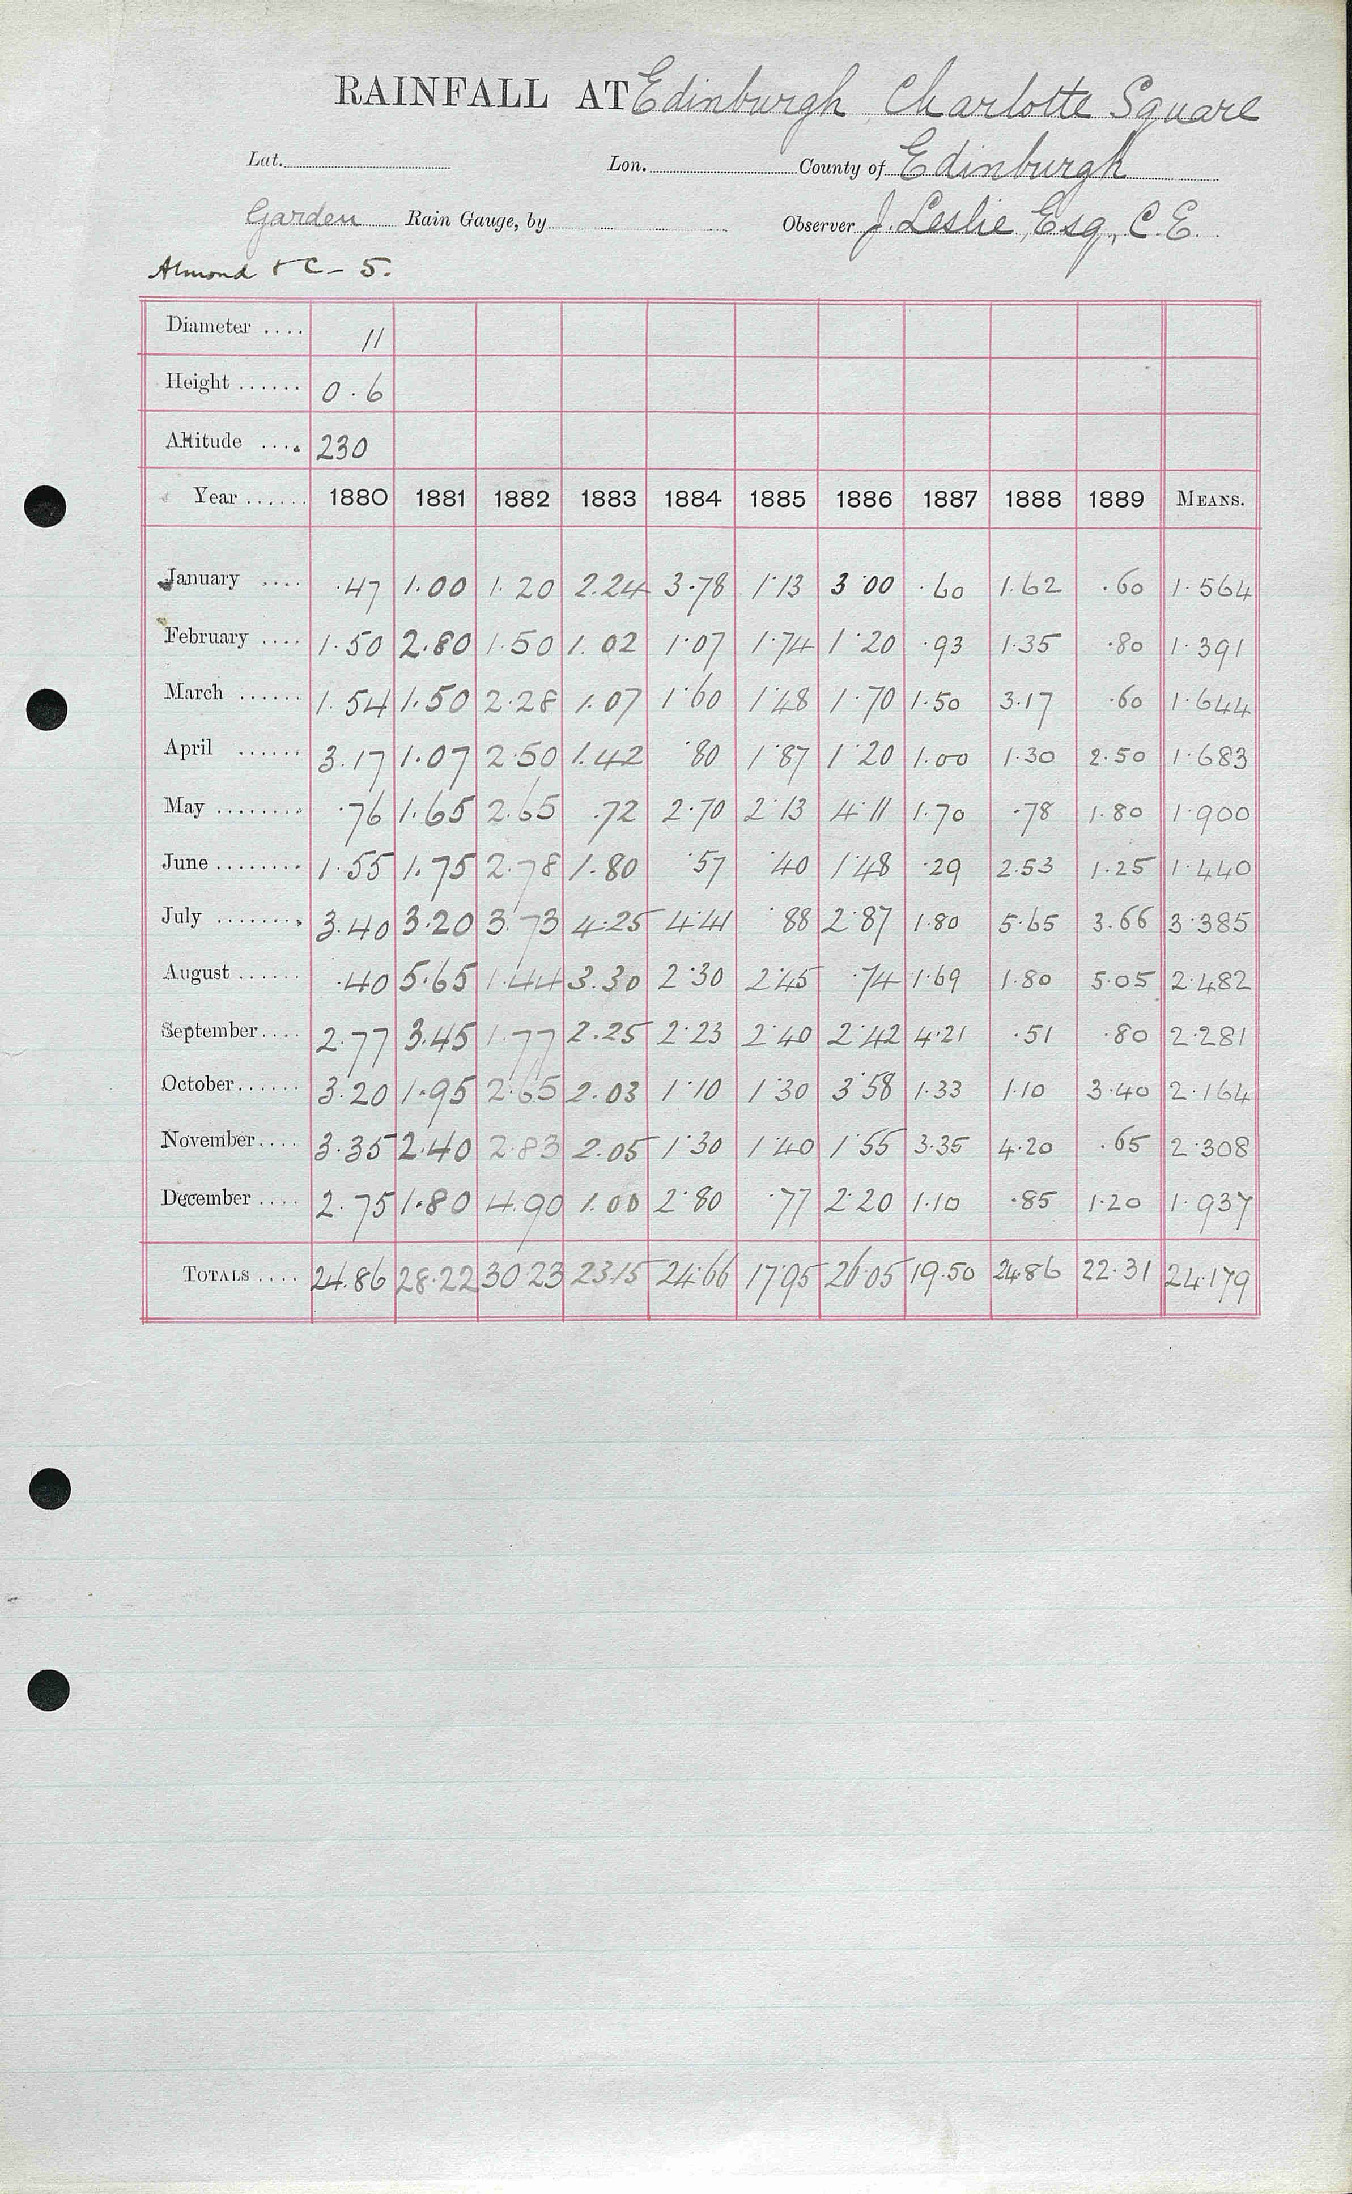 RAINFALL AT Edinburgh, Charlotte Square
Lat. Lon. County of Edinburgh
Garden Rain Gauge, by Observer J. Leslie, Esq., C.E.
Almond & C - 5.
Diameter .... 11
Height ...... 0.6
Altitude .... 230
Year ...... 1880 1881 1882 1883 1884 1885 1886 1887 1888 1889 MEANS.
January .... .47 1.00 1.20 2.24 3.78 1.13 3.00 .60 1.62 .60 1.564
February .... 1.50 2.80 1.50 1.02 1.07 1.74 1.20 .93 1.35 .80 1.391
March ...... 1.54 1.50 2.28 1.07 1.60 1.48 1.70 1.50 3.17 .60 1.644
April ...... 3.17 1.07 2.50 1.42 .80 1.87 1.20 1.00 1.30 2.50 1.683
May ........ .76 1.65 2.65 .72 2.70 2.13 4.11 1.70 .78 1.80 1.900
June ........ 1.55 1.75 2.78 1.80 .57 .40 1.48 .29 2.53 1.25 1.440
July ........ 3.40 3.20 3.73 4.25 4.41 .88 2.87 1.80 5.65 3.66 3.385
August ...... .40 5.65 1.44 3.30 2.30 2.45 .74 1.69 1.80 5.05 2.482
September .... 2.77 3.45 1.77 2.25 2.23 2.40 2.42 4.21 .51 .80 2.281
October ...... 3.20 1.95 2.65 2.03 1.10 1.30 3.58 1.33 1.10 3.40 2.164
November .... 3.35 2.40 2.83 2.05 1.30 1.40 1.55 3.35 4.20 .65 2.308
December .... 2.75 1.80 4.90 1.00 2.80 .77 2.20 1.10 .85 1.20 1.937
TOTALS .... 24.86 28.22 30.23 23.15 24.66 17.95 26.05 19.50 24.86 22.31 24.179